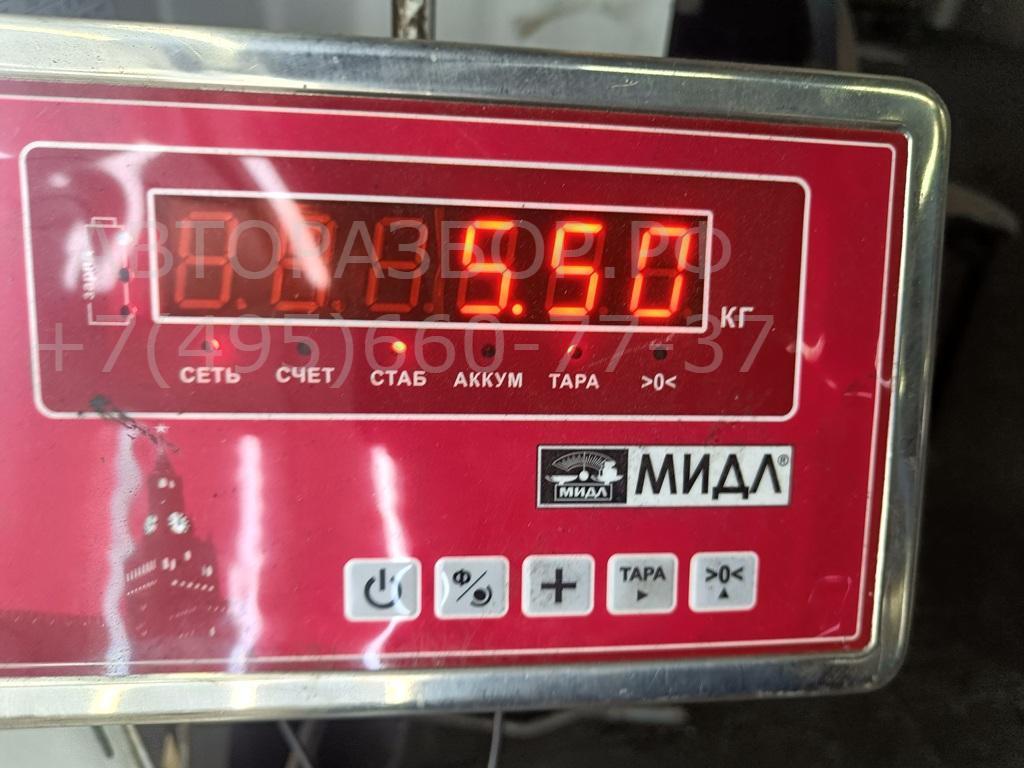 заряд
5.50
КГ
АВТОРАЗБОР.РФ
+7(495)660-77-37
СЕТЬ СЧЕТ СТАБ АККУМ ТАРА >0<
МИДЛ МИДЛ®
Ф ТАРА >0<